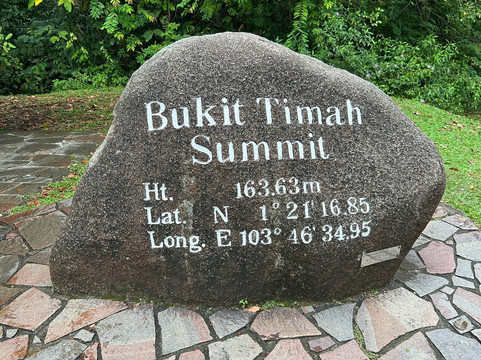 Bukit Timah
Summit
Ht. 163.63m
Lat. N 1° 21' 16.85
Long. E 103° 46' 34.95